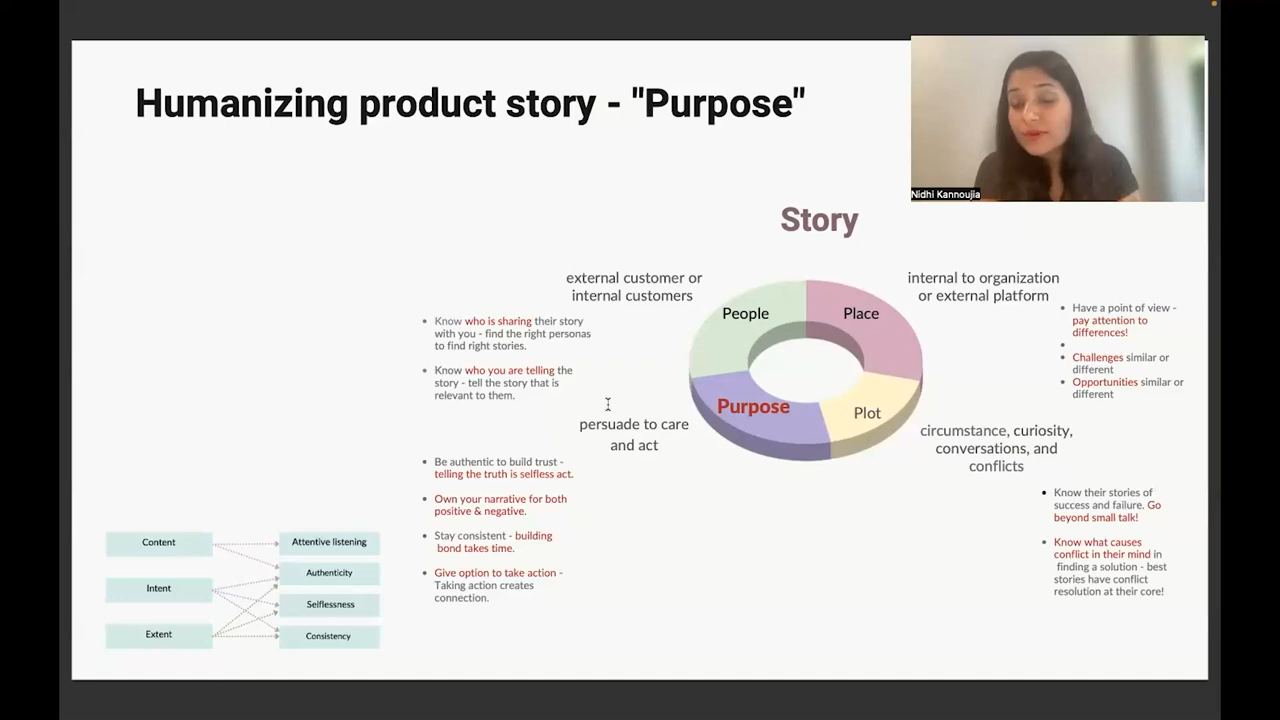 Humanizing product story - "Purpose"
Nidhi Kannoujia
Story
external customer or
internal customers
internal to organization
or external platform
People
Place
Purpose
Plot
Know who is sharing their story
with you - find the right personas
to find right stories.
Know who you are telling the
story - tell the story that is
relevant to them.
Have a point of view -
pay attention to
differences!
Challenges similar or
different
Opportunities similar or
different
persuade to care
and act
circumstance, curiosity,
conversations, and
conflicts
Be authentic to build trust -
telling the truth is selfless act.
Own your narrative for both
positive & negative.
Stay consistent - building
bond takes time.
Give option to take action -
Taking action creates
connection.
Know their stories of
success and failure. Go
beyond small talk!
Know what causes
conflict in their mind in
finding a solution - best
stories have conflict
resolution at their core!
Content
Intent
Extent
Attentive listening
Authenticity
Selflessness
Consistency